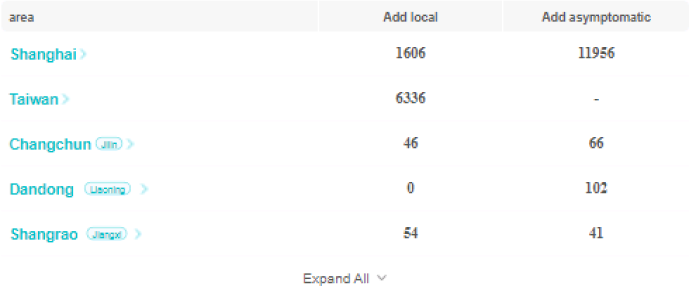 area Add local Add asymptomatic
Shanghai 1606 11956
Taiwan 6336 -
Changchun Jilin 46 66
Dandong Liaoning 0 102
Shangrao Jiangxi 54 41
Expand All